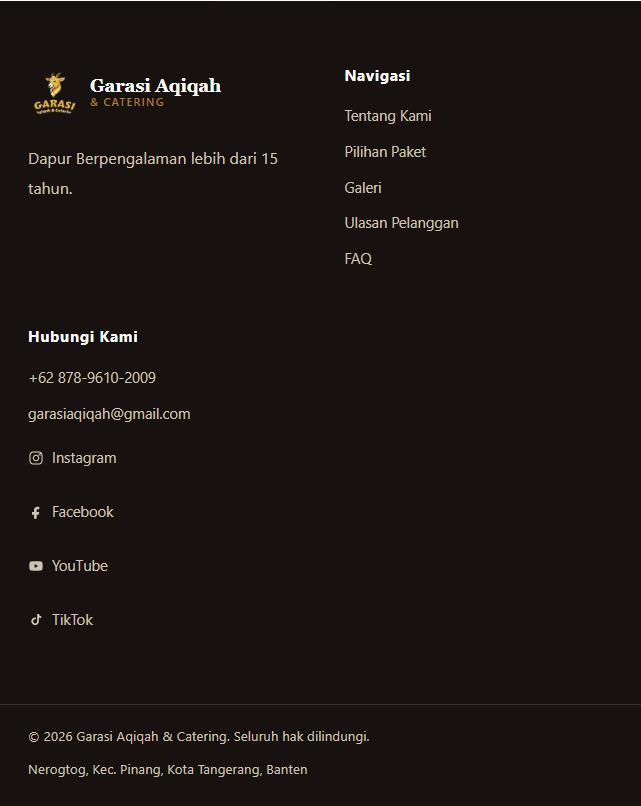 GARASI
Aqiqah & Catering
Garasi Aqiqah
& CATERING
Dapur Berpengalaman lebih dari 15
tahun.
Navigasi
Tentang Kami
Pilihan Paket
Galeri
Ulasan Pelanggan
FAQ
Hubungi Kami
+62 878-9610-2009
garasiaqiqah@gmail.com
Instagram
Facebook
YouTube
TikTok
© 2026 Garasi Aqiqah & Catering. Seluruh hak dilindungi.
Nerogtog, Kec. Pinang, Kota Tangerang, Banten